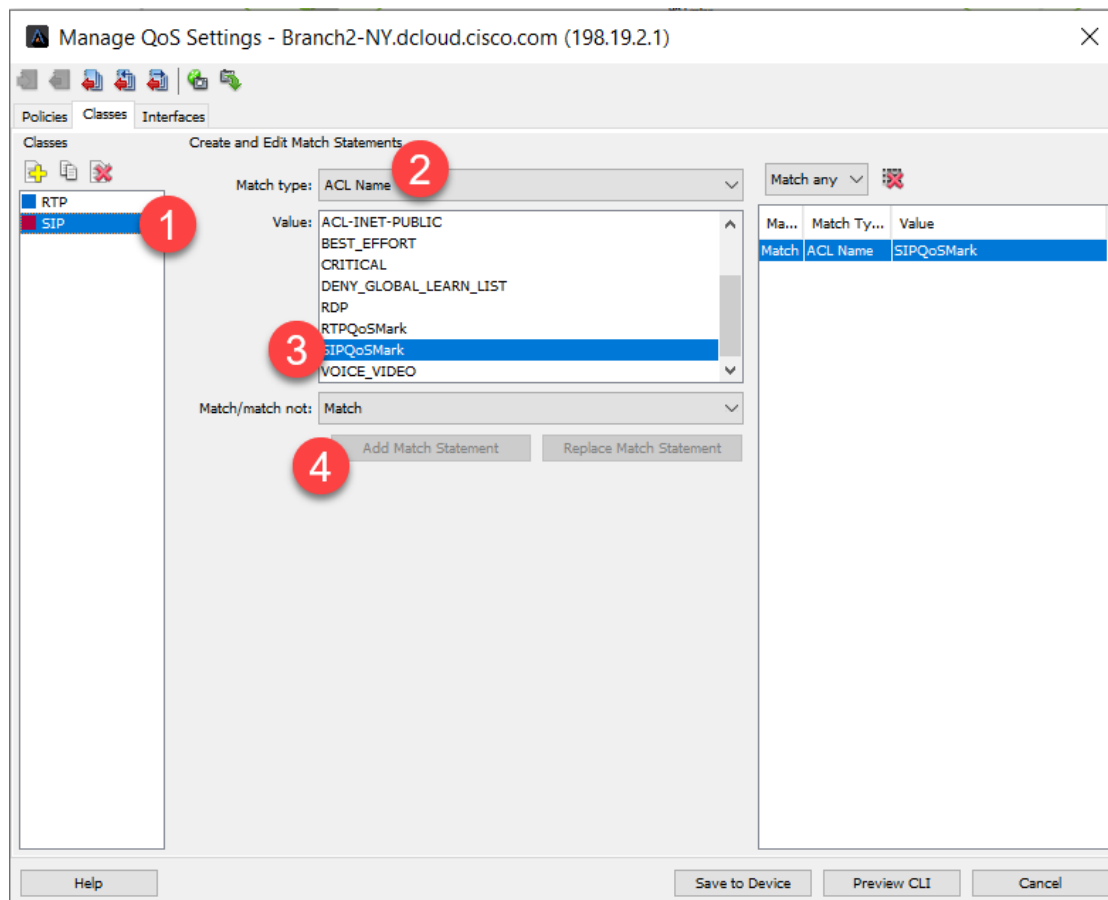 Manage QoS Settings - Branch2-NY.dcloud.cisco.com (198.19.2.1)
Policies Classes Interfaces
Classes
Create and Edit Match Statements
RTP
SIP
1
Match type: ACL Name
2
Value: ACL-INET-PUBLIC
BEST_EFFORT
CRITICAL
DENY_GLOBAL_LEARN_LIST
RDP
RTPQoSMark
SIPQoSMark
3
VOICE_VIDEO
Match/match not: Match
Add Match Statement
Replace Match Statement
4
Match any
Ma... Match Ty... Value
Match ACL Name SIPQoSMark
Help
Save to Device
Preview CLI
Cancel